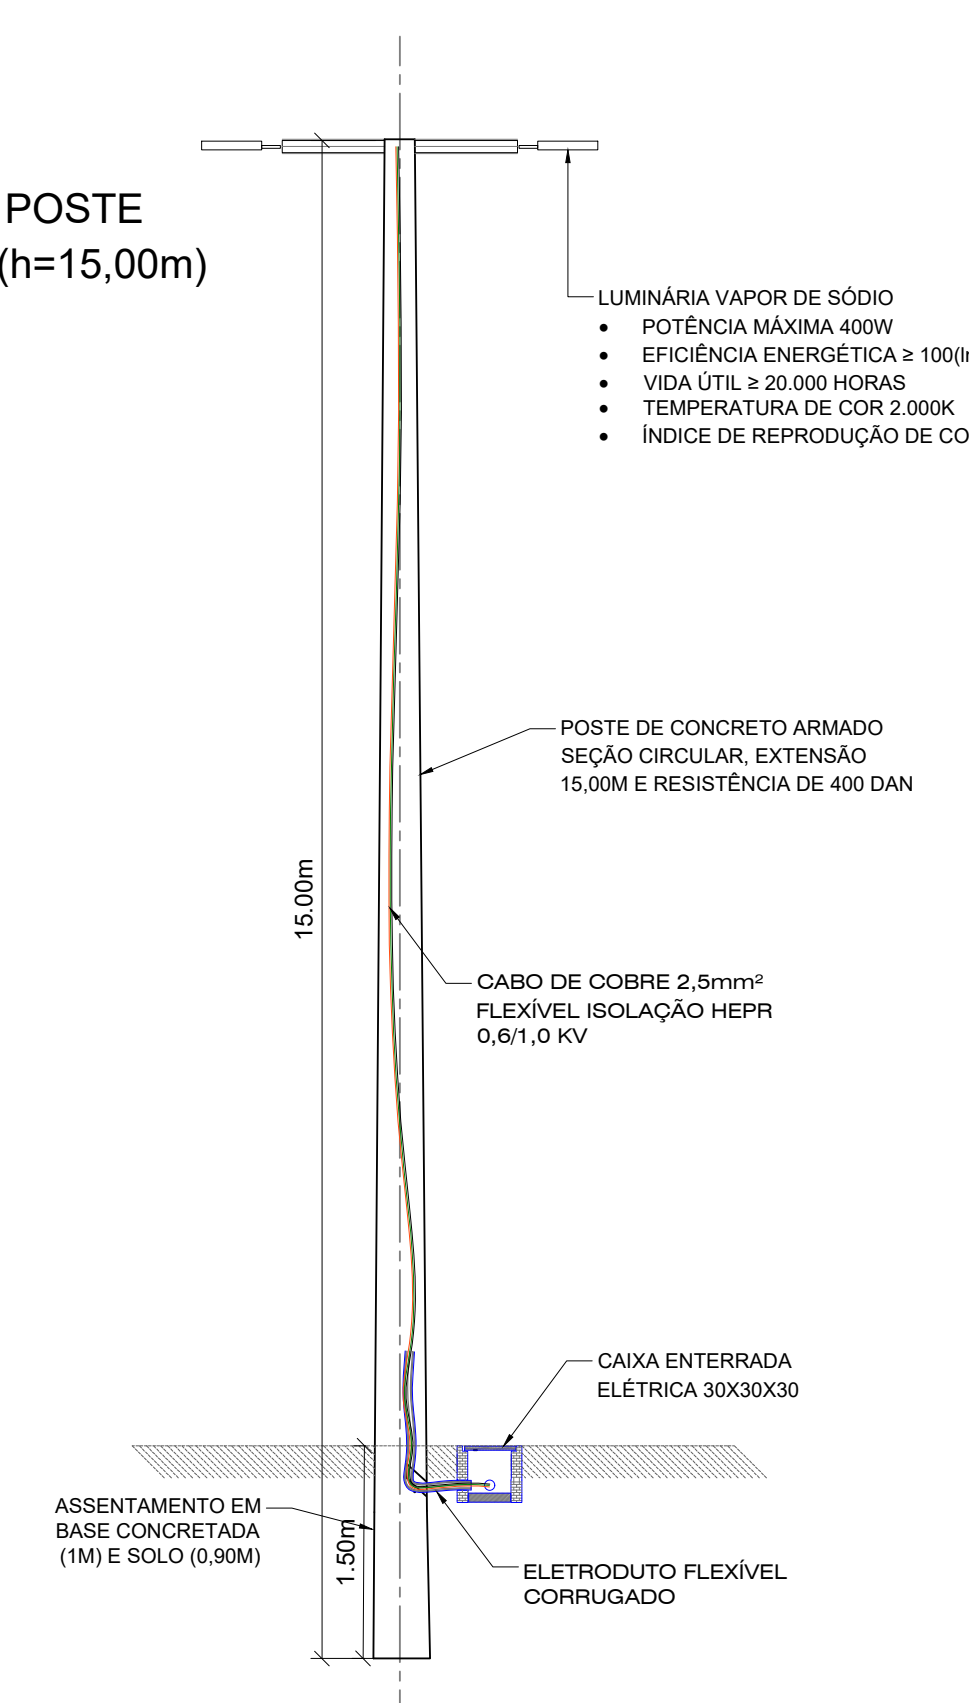 POSTE
(h=15,00m)
LUMINÁRIA VAPOR DE SÓDIO
● POTÊNCIA MÁXIMA 400W
● EFICIÊNCIA ENERGÉTICA ≥ 100(l
● VIDA ÚTIL ≥ 20.000 HORAS
● TEMPERATURA DE COR 2.000K
● ÍNDICE DE REPRODUÇÃO DE CO
POSTE DE CONCRETO ARMADO
SEÇÃO CIRCULAR, EXTENSÃO
15,00M E RESISTÊNCIA DE 400 DAN
15.00m
CABO DE COBRE 2,5mm²
FLEXÍVEL ISOLAÇÃO HEPR
0,6/1,0 KV
CAIXA ENTERRADA
ELÉTRICA 30X30X30
ASSENTAMENTO EM
BASE CONCRETADA
(1M) E SOLO (0,90M)
1.50m
ELETRODUTO FLEXÍVEL
CORRUGADO